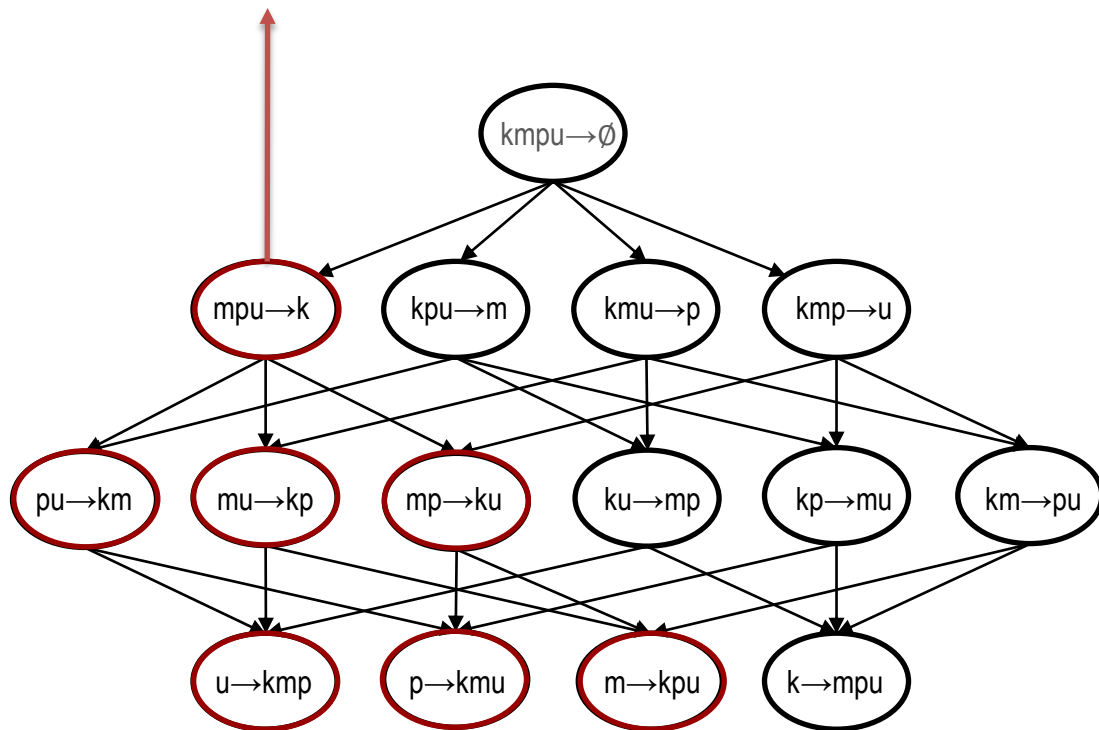 kmpu→∅
mpu→k kpu→m kmu→p kmp→u
pu→km mu→kp mp→ku ku→mp kp→mu km→pu
u→kmp p→kmu m→kpu k→mpu